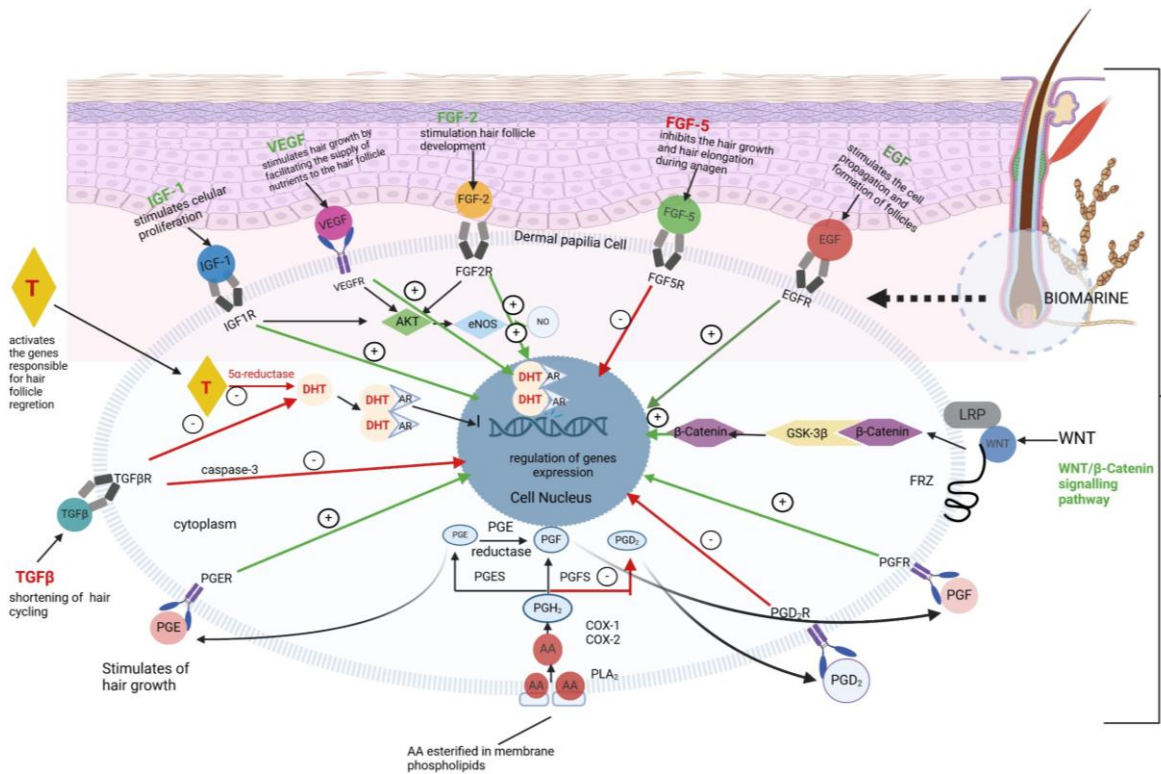 FGF-2
stimulation hair follicle
development
VEGF
stimulates hair growth by
facilitating the supply of
nutrients to the hair follicle
IGF-1
stimulates cellular
proliferation
FGF-5
inhibits the hair growth
and hair elongation
during anagen
EGF
stimulates the cell
propagation and
formation of follicles
IGF-1
VEGF
FGF-2
FGF-5
EGF
Dermal papilia Cell
IGF1R
VEGFR
FGF2R
FGF5R
EGFR
BIOMARINE
T
activates
the genes
responsible
for hair
follicle
regretion
AKT
eNOS
NO
+
+
+
+
-
+
T
5α-reductase
-
DHT
DHT
AR
DHT
AR
DHT
AR
DHT
AR
-
regulation of genes
expression
Cell Nucleus
+
β-Catenin
GSK-3β
β-Catenin
LRP
WNT
WNT
FRZ
WNT/β-Catenin
signalling
pathway
TGFβR
caspase-3
-
TGFβ
TGFβ
shortening of hair
cycling
cytoplasm
+
PGER
PGE
Stimulates of
hair growth
PGE
PGE
reductase
PGF
PGD₂
PGES
PGFS
-
PGH₂
COX-1
COX-2
AA
PLA₂
AA
AA
AA esterified in membrane
phospholipids
-
+
PGFR
PGF
PGD₂R
PGD₂